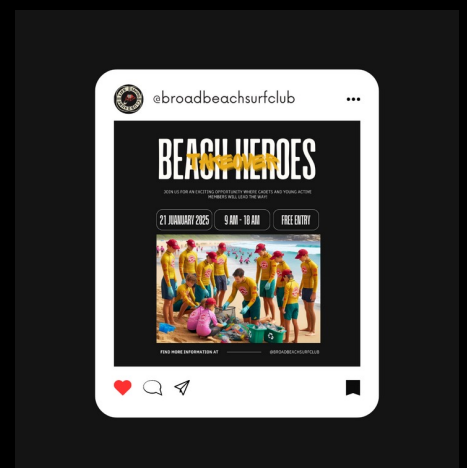 @broadbeachsurfclub
BEACH HEROES
TAKEOVER
JOIN US FOR AN EXCITING OPPORTUNITY WHERE CADETS AND YOUNG ACTIVE
MEMBERS WILL LEAD THE WAY!
21 JUANUARY 2025
9 AM - 10 AM
FREE ENTRY
FIND MORE INFORMATION AT
@BROADBEACHSURFCLUB